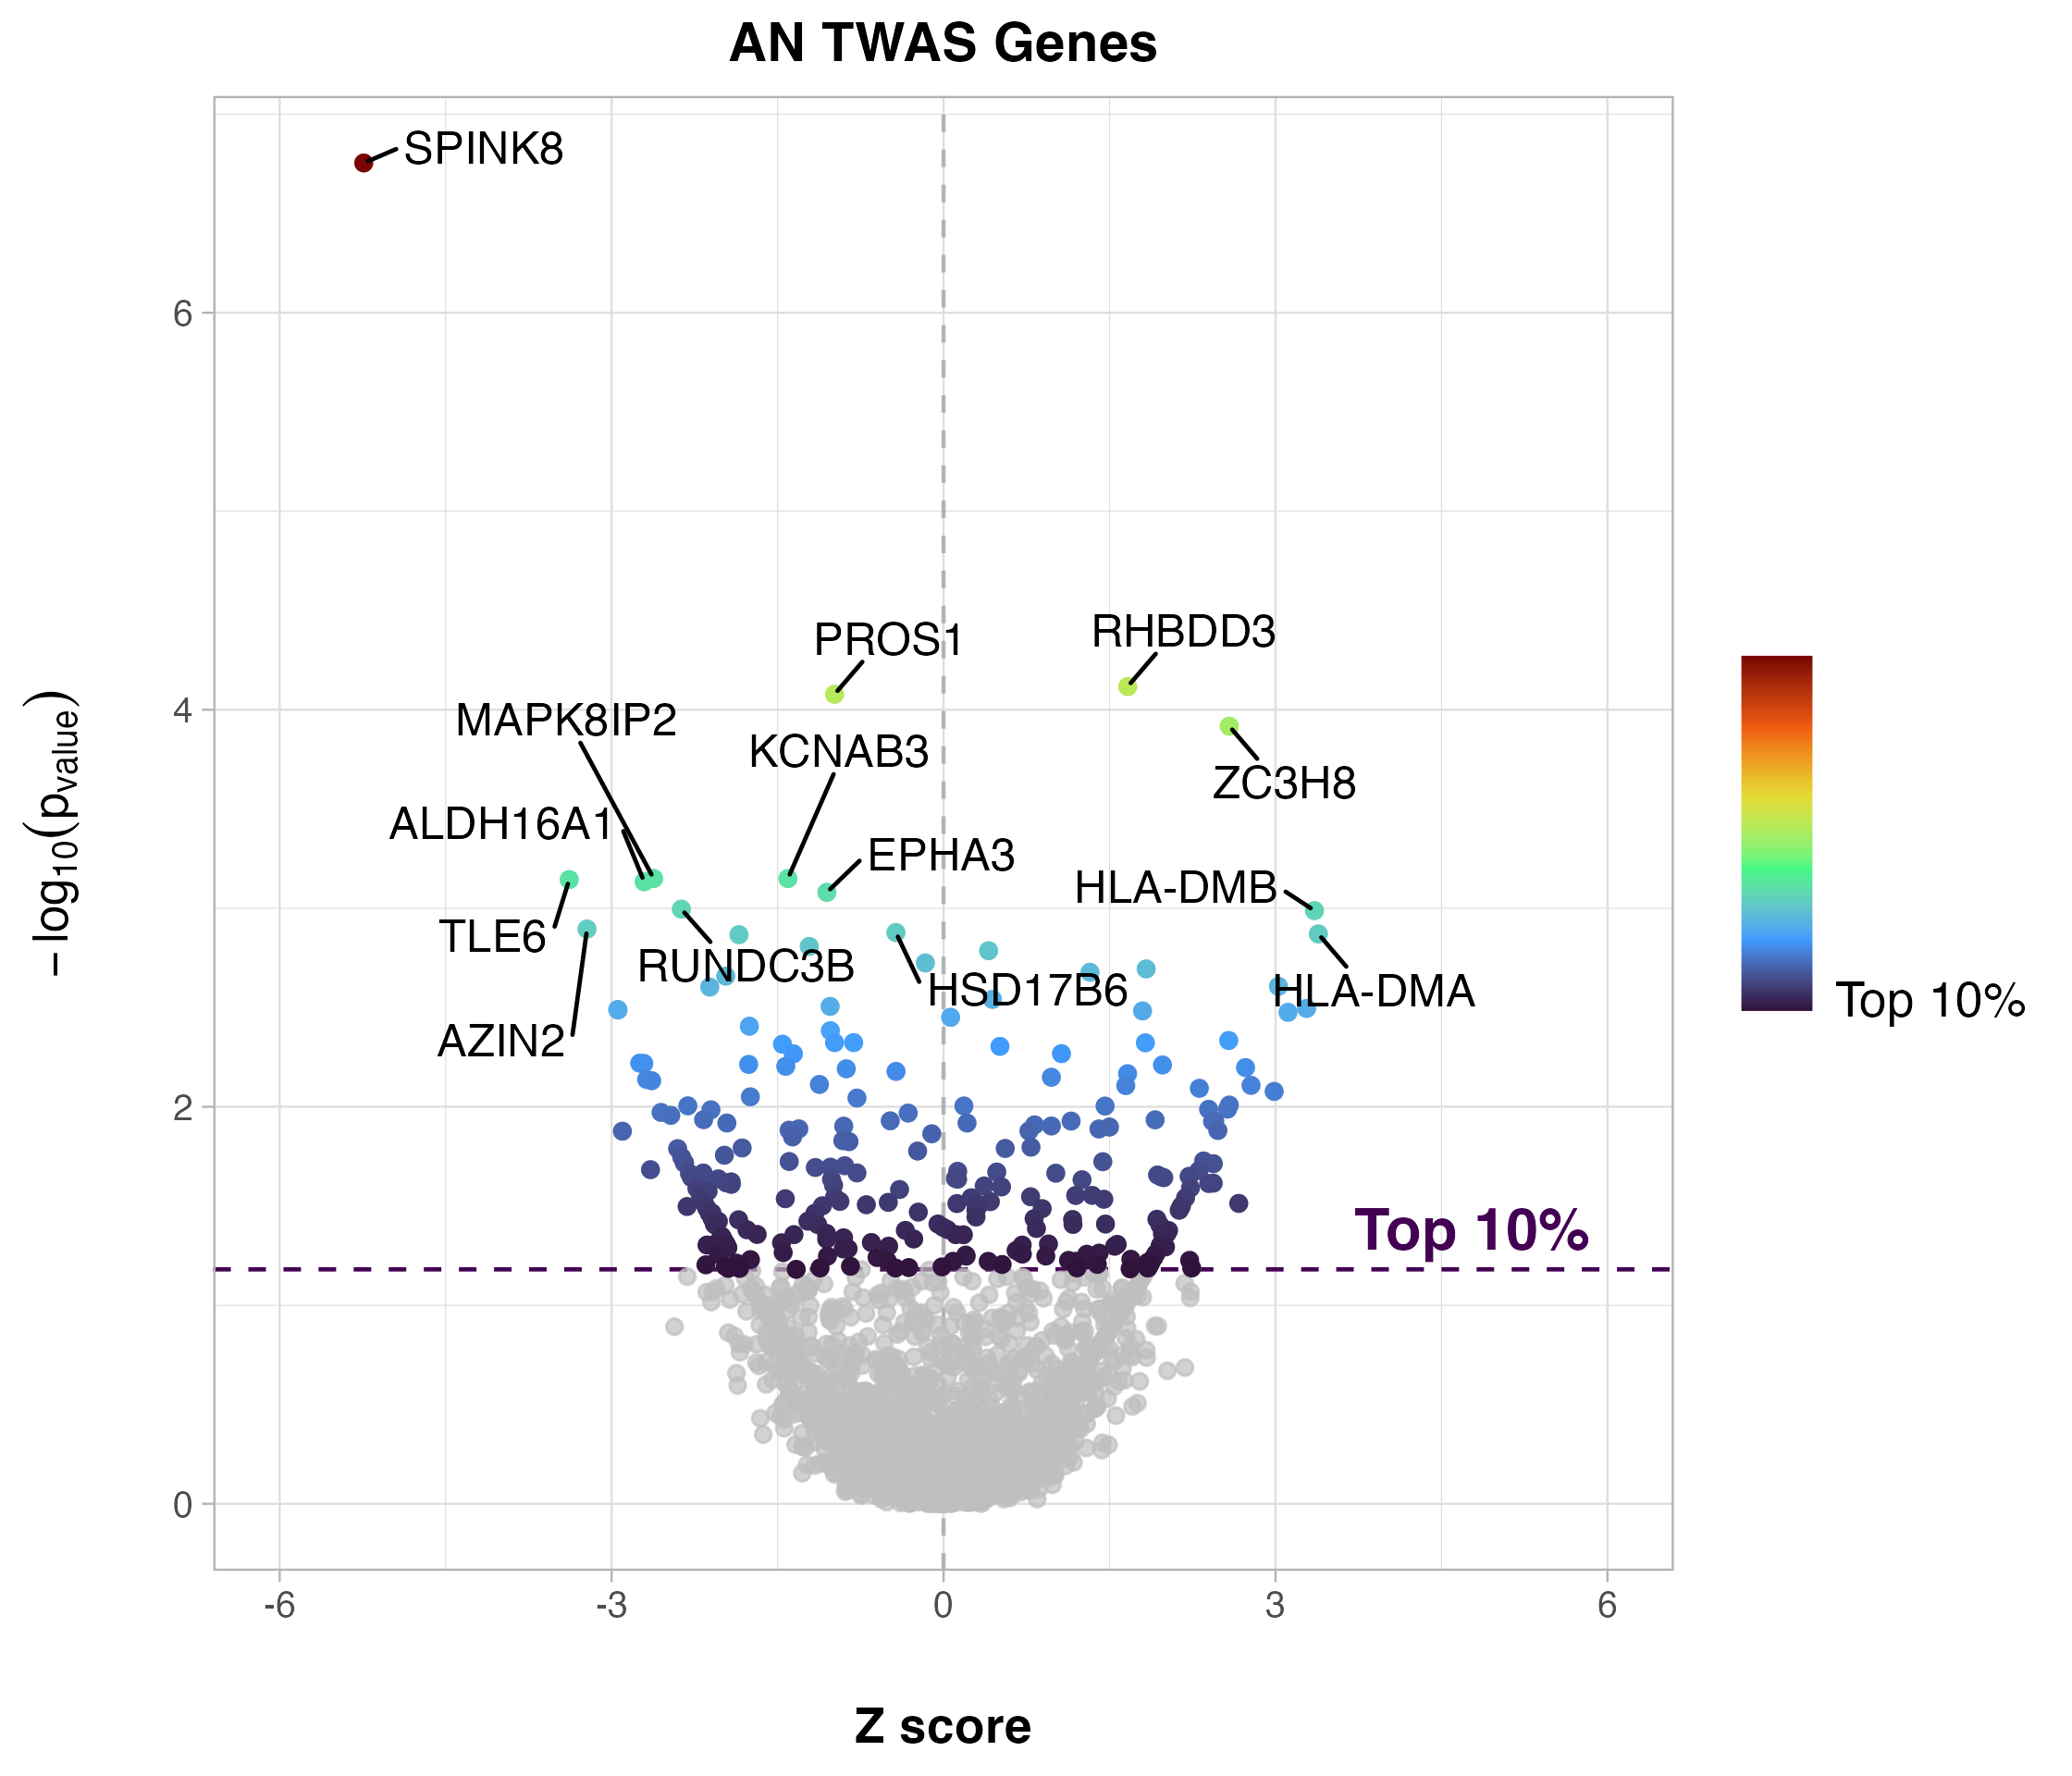 AN TWAS Genes
SPINK8
6
PROS1
RHBDD3
MAPK8IP2
4
KCNAB3
ZC3H8
ALDH16A1
EPHA3
HLA-DMB
TLE6
RUNDC3B
HSD17B6
HLA-DMA
AZIN2
2
Top 10%
0
-6 -3 0 3 6
Z score
−log10(pvalue)
Top 10%